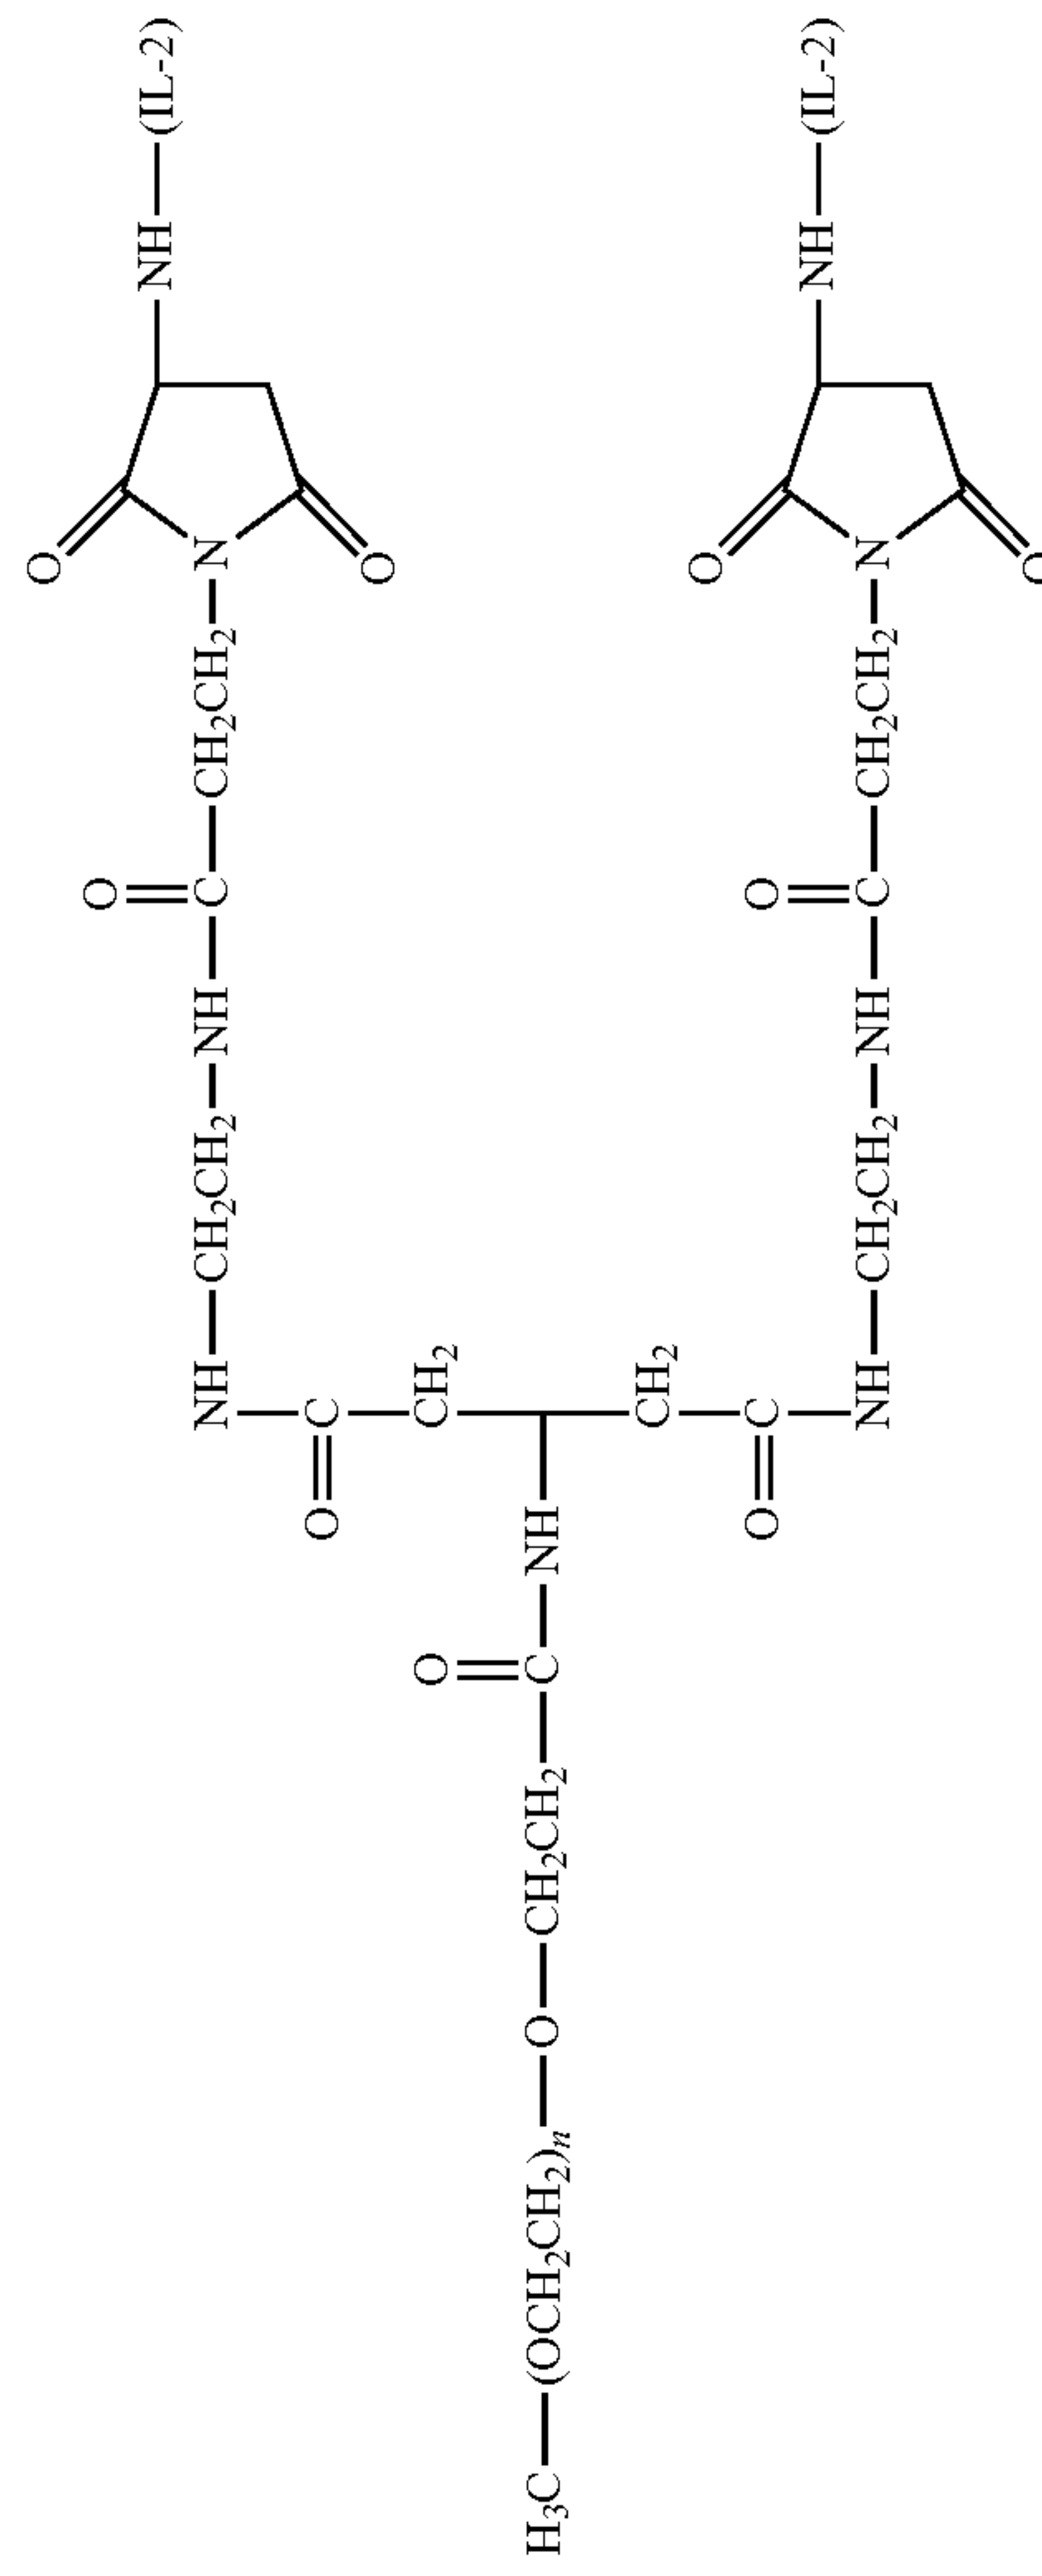 O
O
NH—(IL-2)
NH—CH₂CH₂—NH—C—CH₂CH₂—N
O=C
O
O CH₂
H₃C—(OCH₂CH₂)ₙ—O—CH₂CH₂—C—NH
CH₂
O
O=C O
NH—(IL-2)
NH—CH₂CH₂—NH—C—CH₂CH₂—N
O